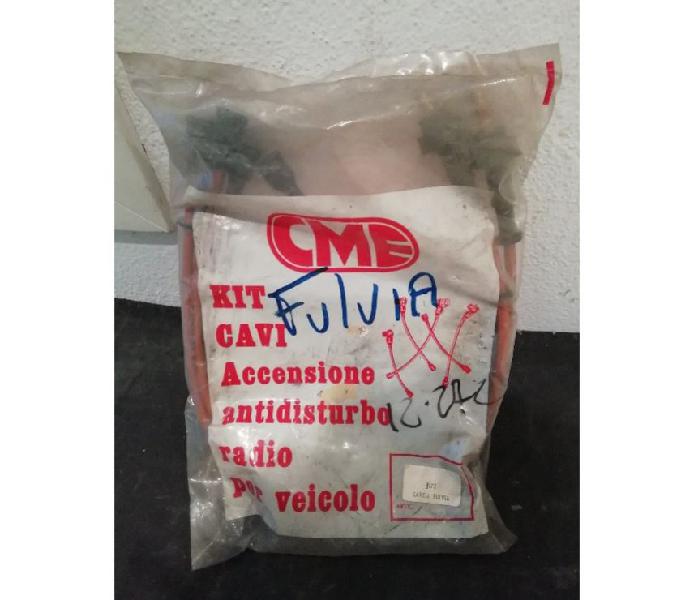 CME
KIT
Fulvia
CAVI
Accensione
antidisturbo
radio
per veicolo